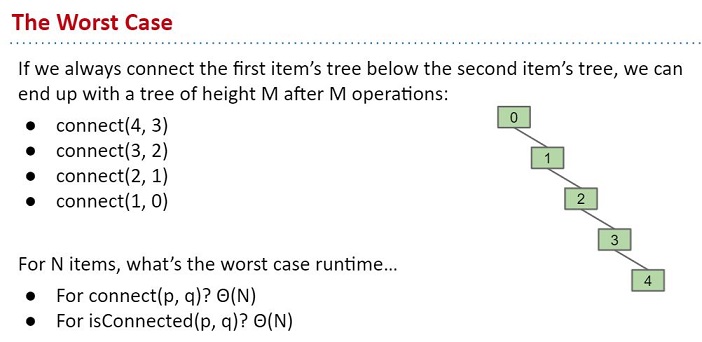 The Worst Case
If we always connect the first item's tree below the second item's tree, we can
end up with a tree of height M after M operations:
● connect(4, 3)
● connect(3, 2)
● connect(2, 1)
● connect(1, 0)
0
1
2
3
4
For N items, what's the worst case runtime...
● For connect(p, q)? Θ(N)
● For isConnected(p, q)? Θ(N)